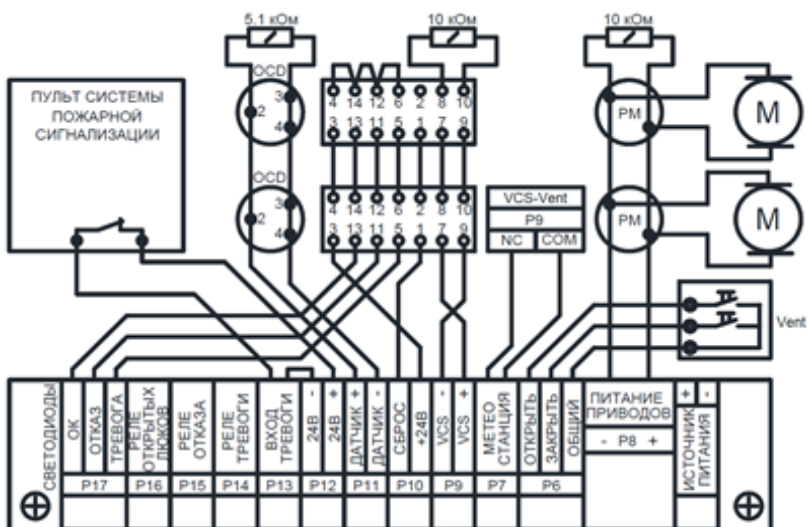 5.1 кОм
10 кОм
10 кОм
OCD
3
2
4
4 14 12 6 2 8 10
3 13 11 5 1 7 9
PM
M
ПУЛЬТ СИСТЕМЫ
ПОЖАРНОЙ
СИГНАЛИЗАЦИИ
OCD
3
2
4
4 14 12 6 2 8 10
3 13 11 5 1 7 9
VCS-Vent
P9
NC COM
PM
M
Vent
СВЕТОДИОДЫ
ОК
ОТКАЗ
ТРЕВОГА
РЕЛЕ
ОТКРЫТЫХ
ЛЮКОВ
РЕЛЕ
ОТКАЗА
РЕЛЕ
ТРЕВОГИ
ВХОД
ТРЕВОГИ
24В -
24В +
ДАТЧИК +
ДАТЧИК -
СБРОС
+24В
VCS -
VCS +
МЕТЕО
СТАНЦИЯ
ОТКРЫТЬ
ЗАКРЫТЬ
ОБЩИЙ
ПИТАНИЕ
ПРИВОДОВ
- P8 +
+ -
ИСТОЧНИК
ПИТАНИЯ
P17 P16 P15 P14 P13 P12 P11 P10 P9 P7 P6